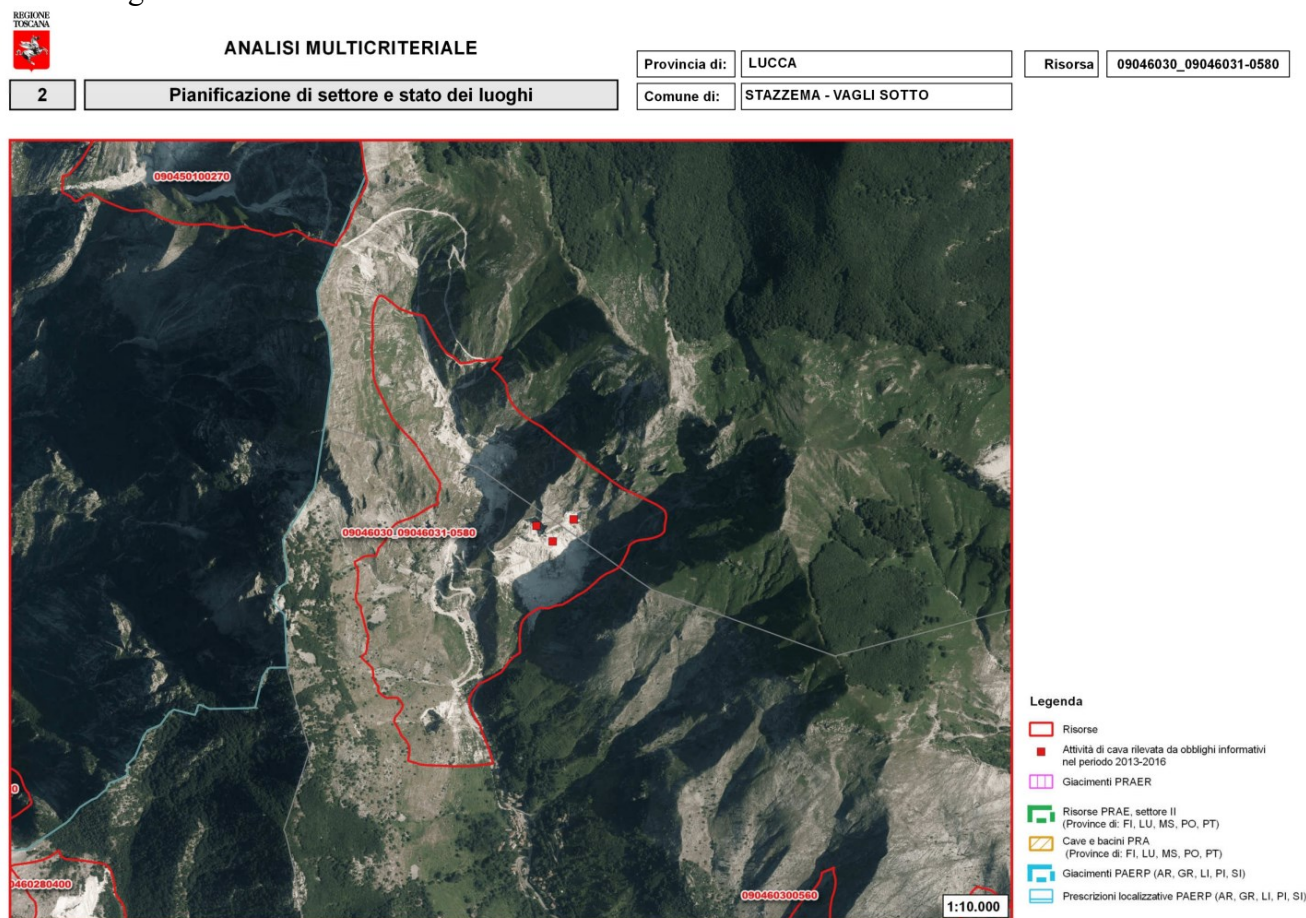 REGIONE
TOSCANA
ANALISI MULTICRITERIALE
Provincia di: LUCCA Risorsa 09046030_09046031-0580
2 Pianificazione di settore e stato dei luoghi Comune di: STAZZEMA - VAGLI SOTTO
090450100270
09046030_09046031-0580
0
0460280400
090460300560
1:10.000
Legenda
Risorse
Attività di cava rilevata da obblighi informativi
nel periodo 2013-2016
Giacimenti PRAER
Risorse PRAE, settore II
(Province di: FI, LU, MS, PO, PT)
Cave e bacini PRA
(Province di: FI, LU, MS, PO, PT)
Giacimenti PAERP (AR, GR, LI, PI, SI)
Prescrizioni localizzative PAERP (AR, GR, LI, PI, SI)